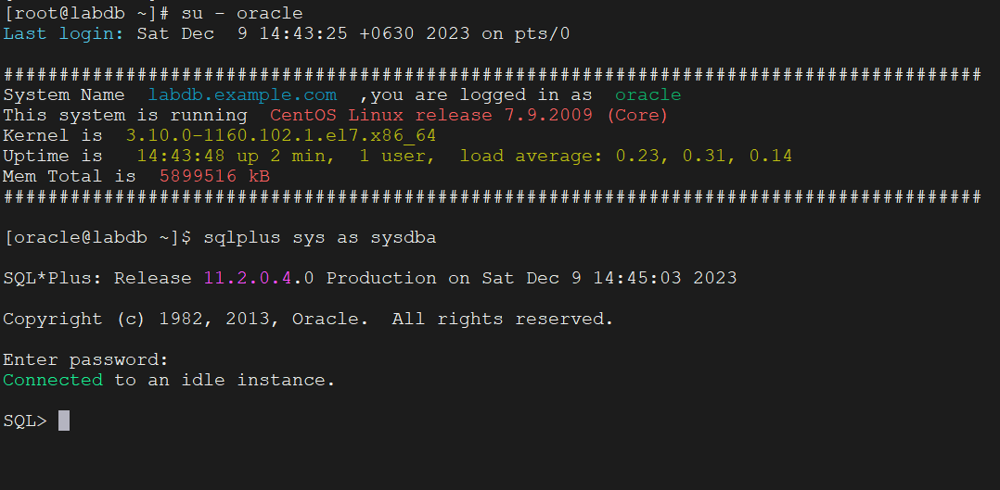 [root@labdb ~]# su - oracle
Last login: Sat Dec  9 14:43:25 +0630 2023 on pts/0
########################################################################################
System Name  labdb.example.com  ,you are logged in as  oracle
This system is running  CentOS Linux release 7.9.2009 (Core)
Kernel is  3.10.0-1160.102.1.el7.x86_64
Uptime is   14:43:48 up 2 min,  1 user,  load average: 0.23, 0.31, 0.14
Mem Total is  5899516 kB
########################################################################################
[oracle@labdb ~]$ sqlplus sys as sysdba
SQL*Plus: Release 11.2.0.4.0 Production on Sat Dec 9 14:45:03 2023
Copyright (c) 1982, 2013, Oracle.  All rights reserved.
Enter password:
Connected to an idle instance.
SQL>